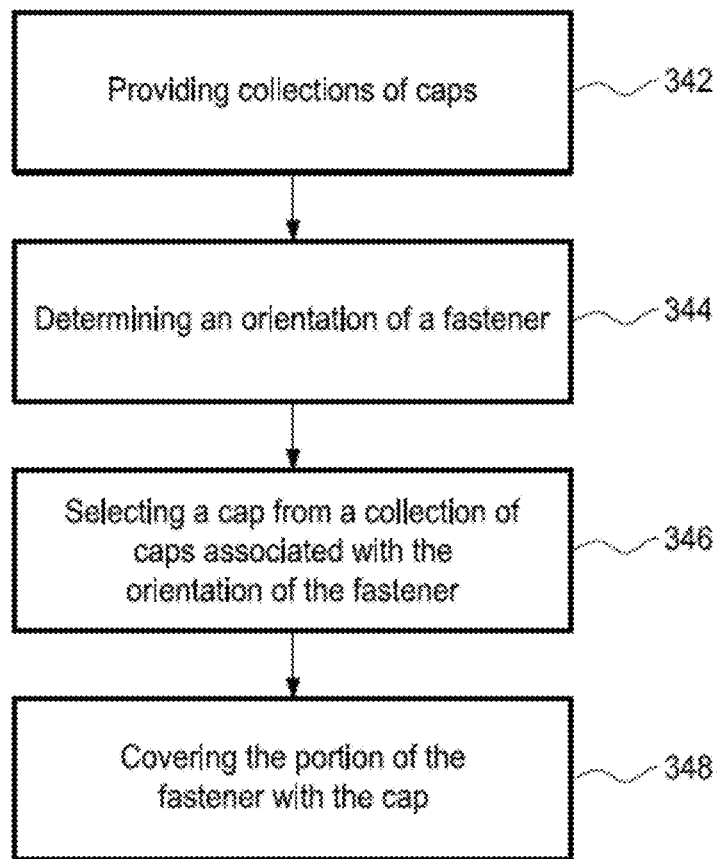 Providing collections of caps
342
Determining an orientation of a fastener
344
Selecting a cap from a collection of
caps associated with the
orientation of the fastener
346
Covering the portion of the
fastener with the cap
348